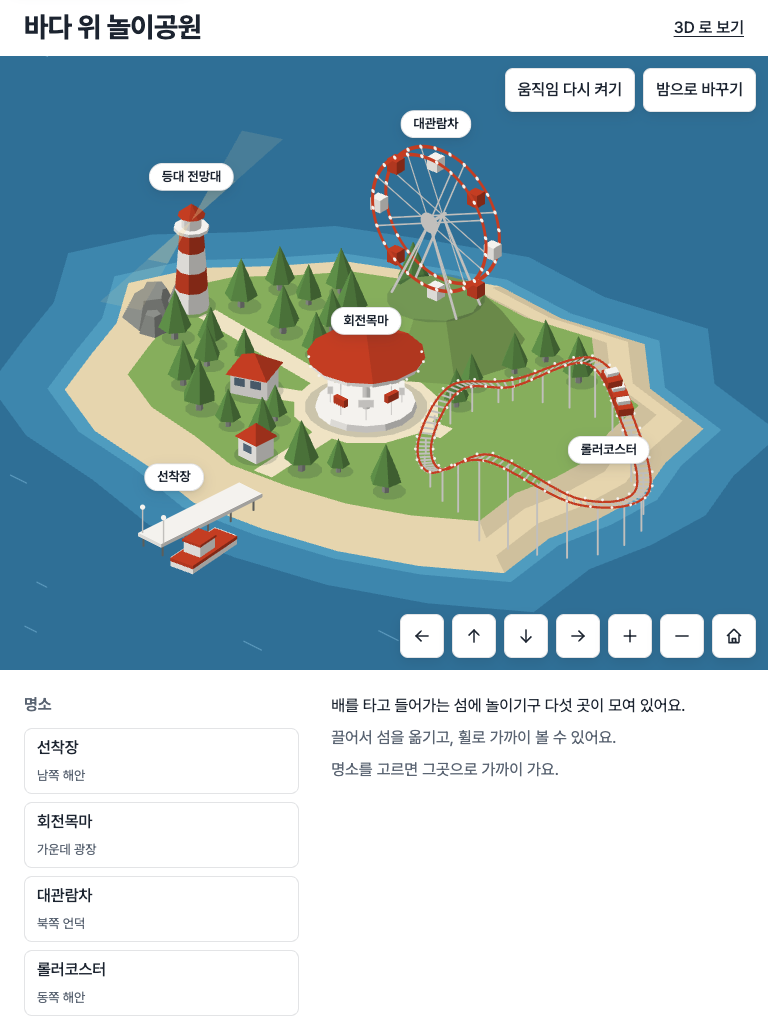 바다 위 놀이공원
3D 로 보기
움직임 다시 켜기
밤으로 바꾸기
대관람차
등대 전망대
회전목마
롤러코스터
선착장
명소
선착장
남쪽 해안
회전목마
가운데 광장
대관람차
북쪽 언덕
롤러코스터
동쪽 해안
배를 타고 들어가는 섬에 놀이기구 다섯 곳이 모여 있어요.
끌어서 섬을 옮기고, 휠로 가까이 볼 수 있어요.
명소를 고르면 그곳으로 가까이 가요.